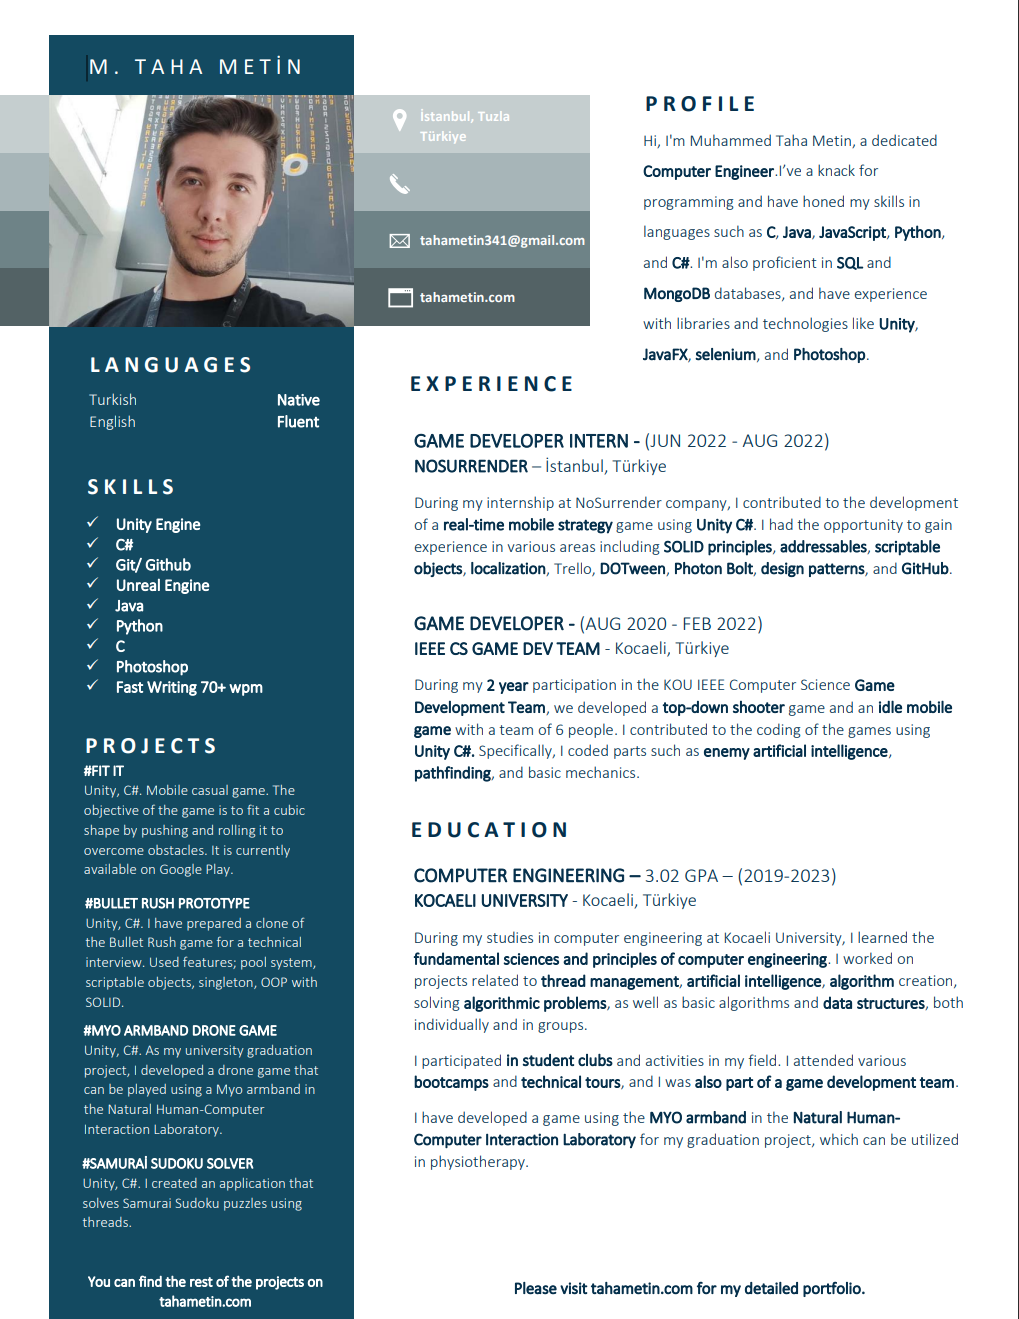 M. TAHA METİN
İstanbul, Tuzla
Türkiye
tahametin341@gmail.com
tahametin.com
PROFILE
Hi, I'm Muhammed Taha Metin, a dedicated
Computer Engineer.I've a knack for
programming and have honed my skills in
languages such as C, Java, JavaScript, Python,
and C#. I'm also proficient in SQL and
MongoDB databases, and have experience
with libraries and technologies like Unity,
JavaFX, selenium, and Photoshop.
LANGUAGES
Turkish Native
English Fluent
SKILLS
Unity Engine
C#
Git/ Github
Unreal Engine
Java
Python
C
Photoshop
Fast Writing 70+ wpm
PROJECTS
#FIT IT
Unity, C#. Mobile casual game. The
objective of the game is to fit a cubic
shape by pushing and rolling it to
overcome obstacles. It is currently
available on Google Play.
#BULLET RUSH PROTOTYPE
Unity, C#. I have prepared a clone of
the Bullet Rush game for a technical
interview. Used features; pool system,
scriptable objects, singleton, OOP with
SOLID.
#MYO ARMBAND DRONE GAME
Unity, C#. As my university graduation
project, I developed a drone game that
can be played using a Myo armband in
the Natural Human-Computer
Interaction Laboratory.
#SAMURAİ SUDOKU SOLVER
Unity, C#. I created an application that
solves Samurai Sudoku puzzles using
threads.
You can find the rest of the projects on
tahametin.com
EXPERIENCE
GAME DEVELOPER INTERN - (JUN 2022 - AUG 2022)
NOSURRENDER – İstanbul, Türkiye
During my internship at NoSurrender company, I contributed to the development
of a real-time mobile strategy game using Unity C#. I had the opportunity to gain
experience in various areas including SOLID principles, addressables, scriptable
objects, localization, Trello, DOTween, Photon Bolt, design patterns, and GitHub.
GAME DEVELOPER - (AUG 2020 - FEB 2022)
IEEE CS GAME DEV TEAM - Kocaeli, Türkiye
During my 2 year participation in the KOU IEEE Computer Science Game
Development Team, we developed a top-down shooter game and an idle mobile
game with a team of 6 people. I contributed to the coding of the games using
Unity C#. Specifically, I coded parts such as enemy artificial intelligence,
pathfinding, and basic mechanics.
EDUCATION
COMPUTER ENGINEERING – 3.02 GPA – (2019-2023)
KOCAELI UNIVERSITY - Kocaeli, Türkiye
During my studies in computer engineering at Kocaeli University, I learned the
fundamental sciences and principles of computer engineering. I worked on
projects related to thread management, artificial intelligence, algorithm creation,
solving algorithmic problems, as well as basic algorithms and data structures, both
individually and in groups.
I participated in student clubs and activities in my field. I attended various
bootcamps and technical tours, and I was also part of a game development team.
I have developed a game using the MYO armband in the Natural Human-
Computer Interaction Laboratory for my graduation project, which can be utilized
in physiotherapy.
Please visit tahametin.com for my detailed portfolio.